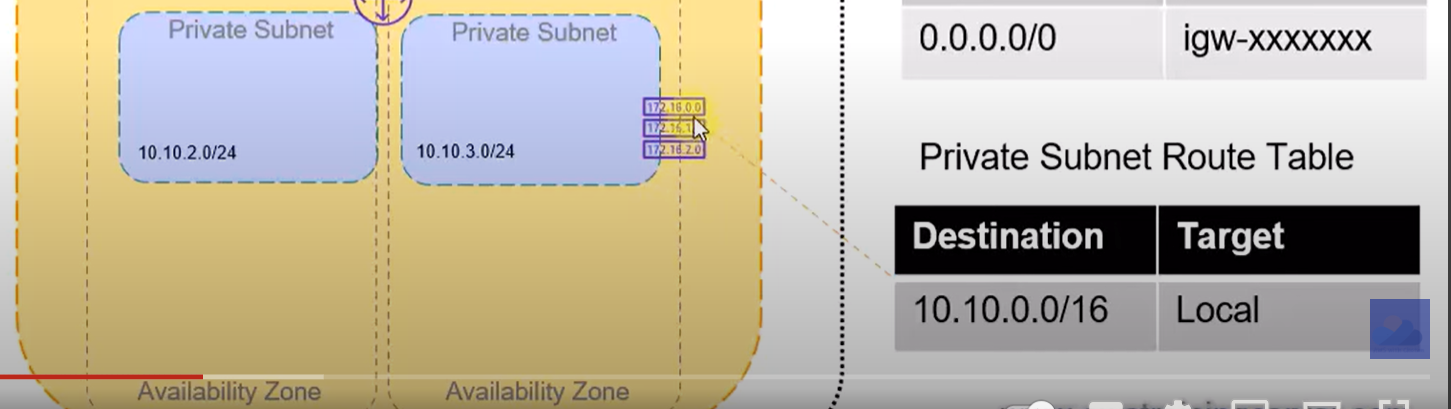 Private Subnet
Private Subnet
10.10.2.0/24
10.10.3.0/24
172.16.0.0
172.16.1
172.16.2.0
Availability Zone
Availability Zone
0.0.0.0/0 igw-xxxxxxx
Private Subnet Route Table
Destination Target
10.10.0.0/16 Local